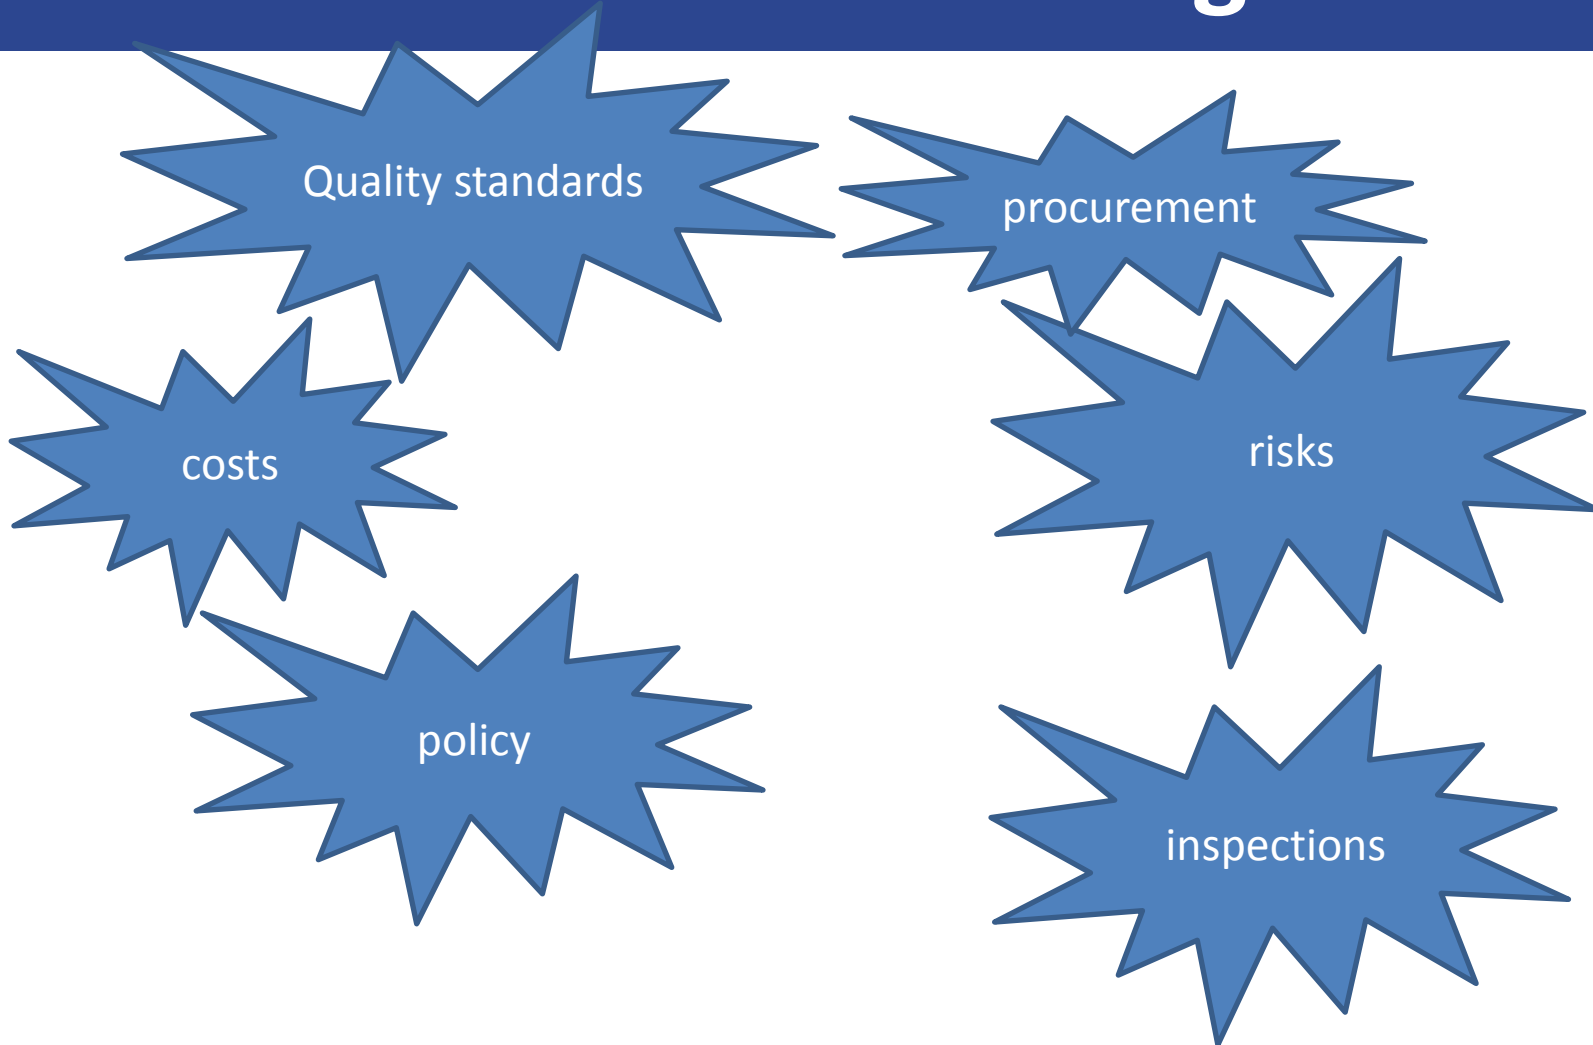 Quality standards
procurement
costs
risks
policy
inspections